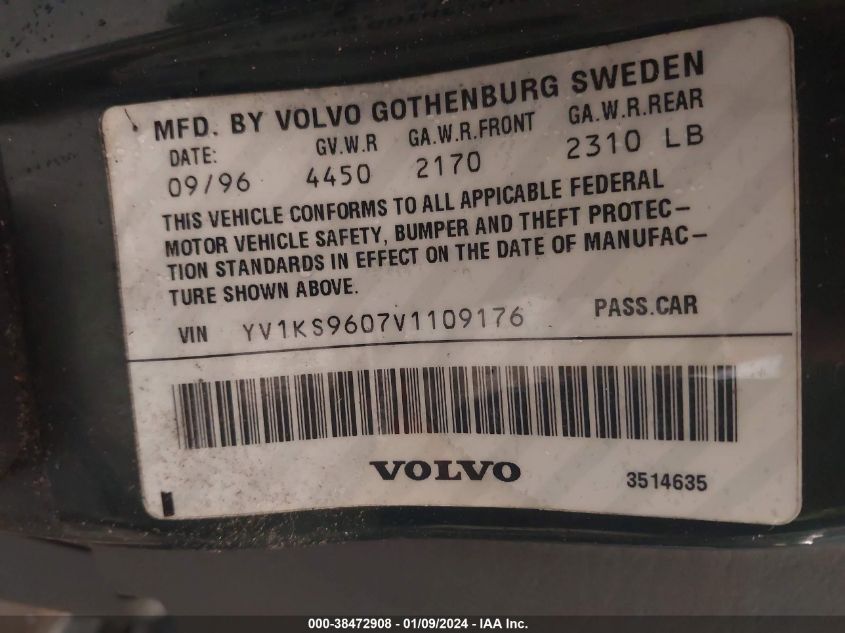 MFD. BY VOLVO GOTHENBURG SWEDEN
DATE: GV.W.R GA.W.R.FRONT GA.W.R.REAR
09/96 4450 2170 2310 LB
THIS VEHICLE CONFORMS TO ALL APPICABLE FEDERAL
MOTOR VEHICLE SAFETY, BUMPER AND THEFT PROTEC-
TION STANDARDS IN EFFECT ON THE DATE OF MANUFAC-
TURE SHOWN ABOVE.
VIN YV1KS9607V1109176 PASS.CAR
VOLVO
3514635
000-38472908 - 01/09/2024 - IAA Inc.